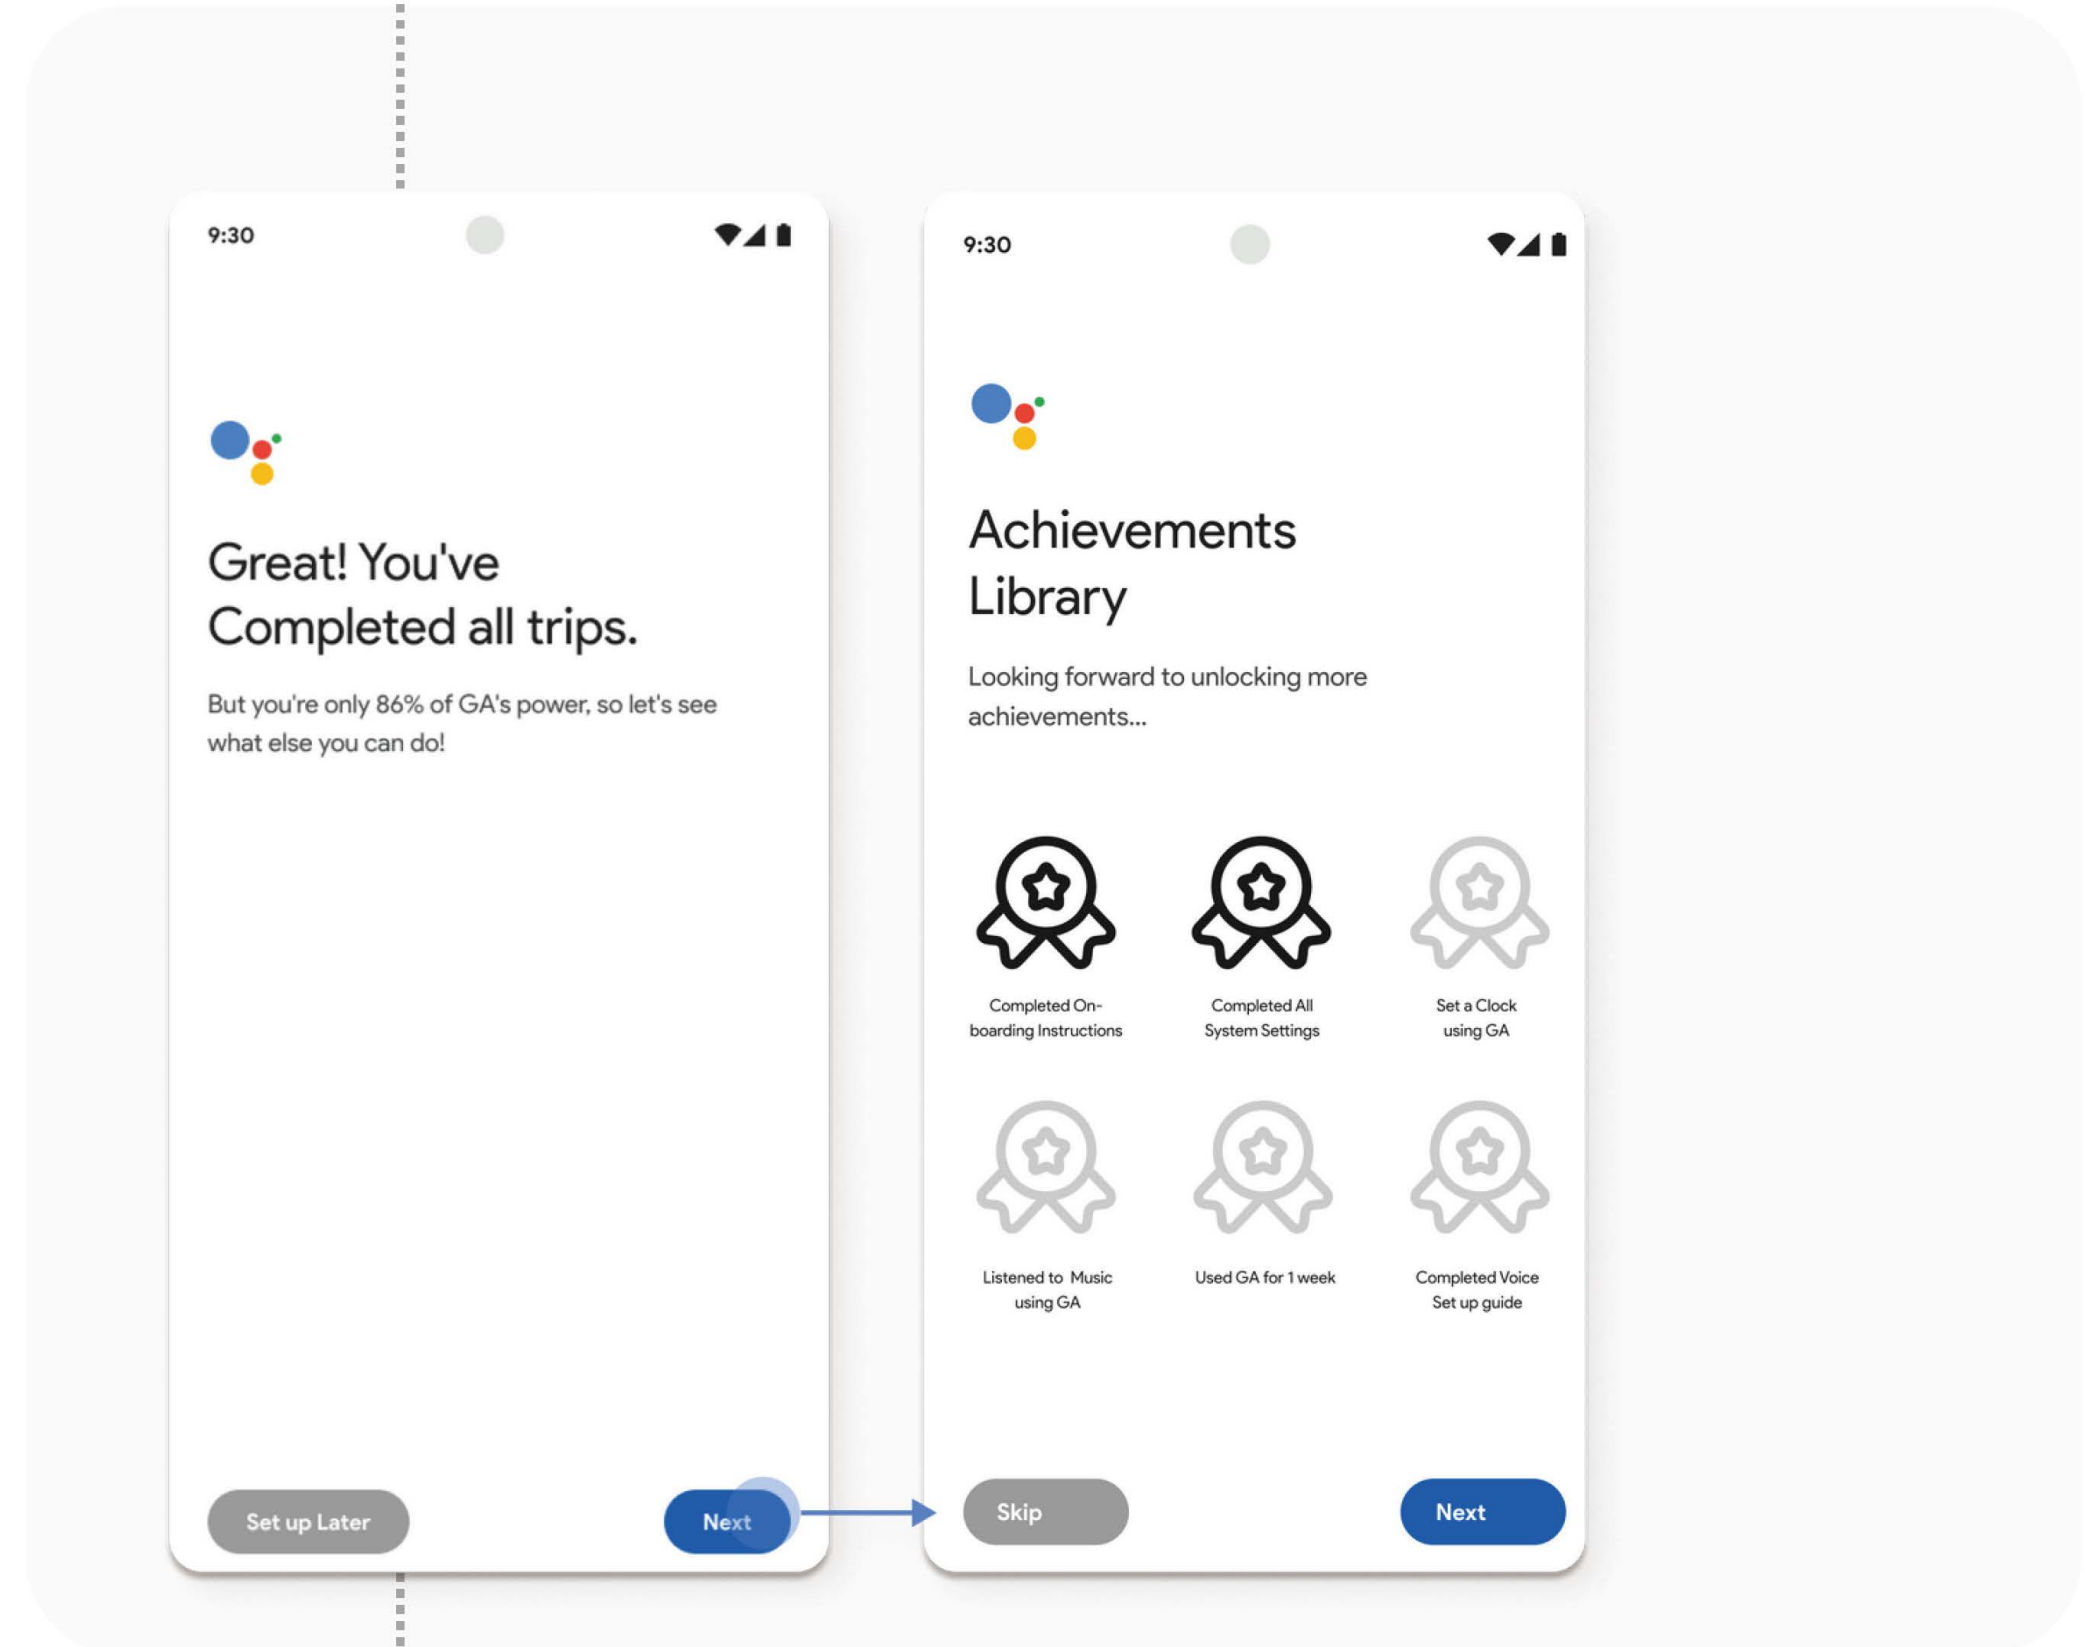 9:30
Great! You've
Completed all trips.
But you're only 86% of GA's power, so let's see
what else you can do!
Set up Later
Next
9:30
Achievements
Library
Looking forward to unlocking more
achievements...
Completed On-
boarding Instructions
Completed All
System Settings
Set a Clock
using GA
Listened to Music
using GA
Used GA for 1 week
Completed Voice
Set up guide
Skip
Next